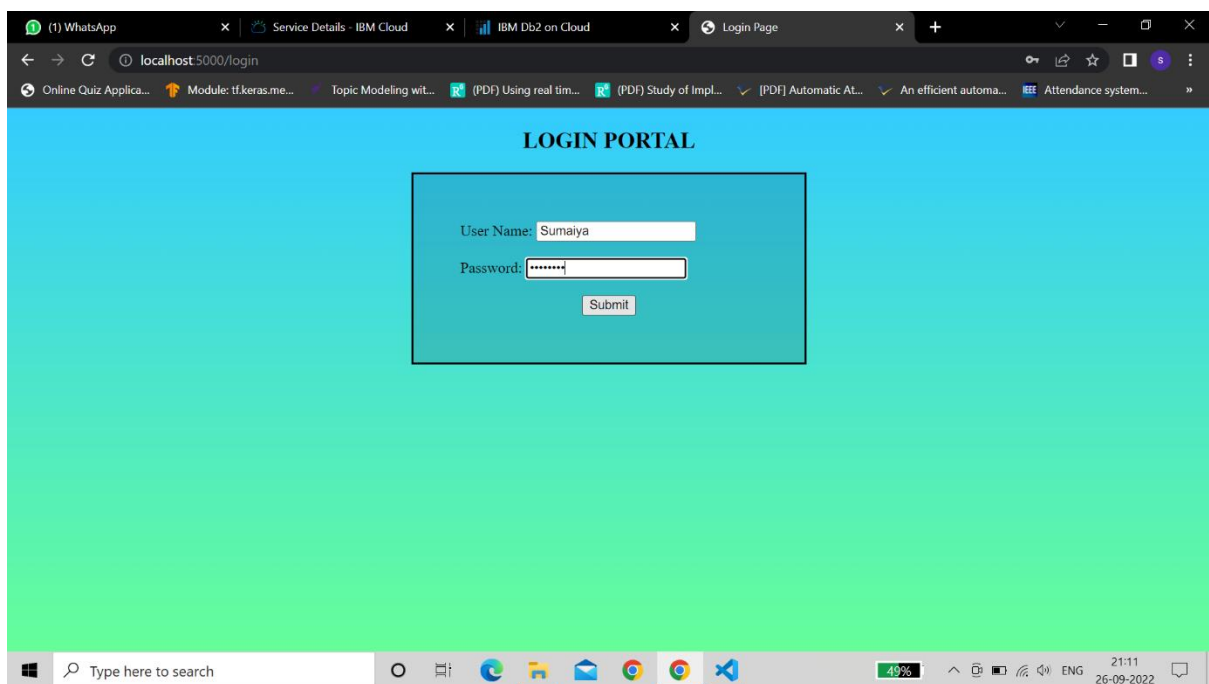 (1) WhatsApp
Service Details - IBM Cloud
IBM Db2 on Cloud
Login Page
localhost:5000/login
Online Quiz Applica...
Module: tf.keras.me...
Topic Modeling wit...
(PDF) Using real tim...
(PDF) Study of Impl...
[PDF] Automatic At...
An efficient automa...
Attendance system...
LOGIN PORTAL
User Name: Sumaiya
Password: ••••••••
Submit
Type here to search
49%
ENG
21:11
26-09-2022